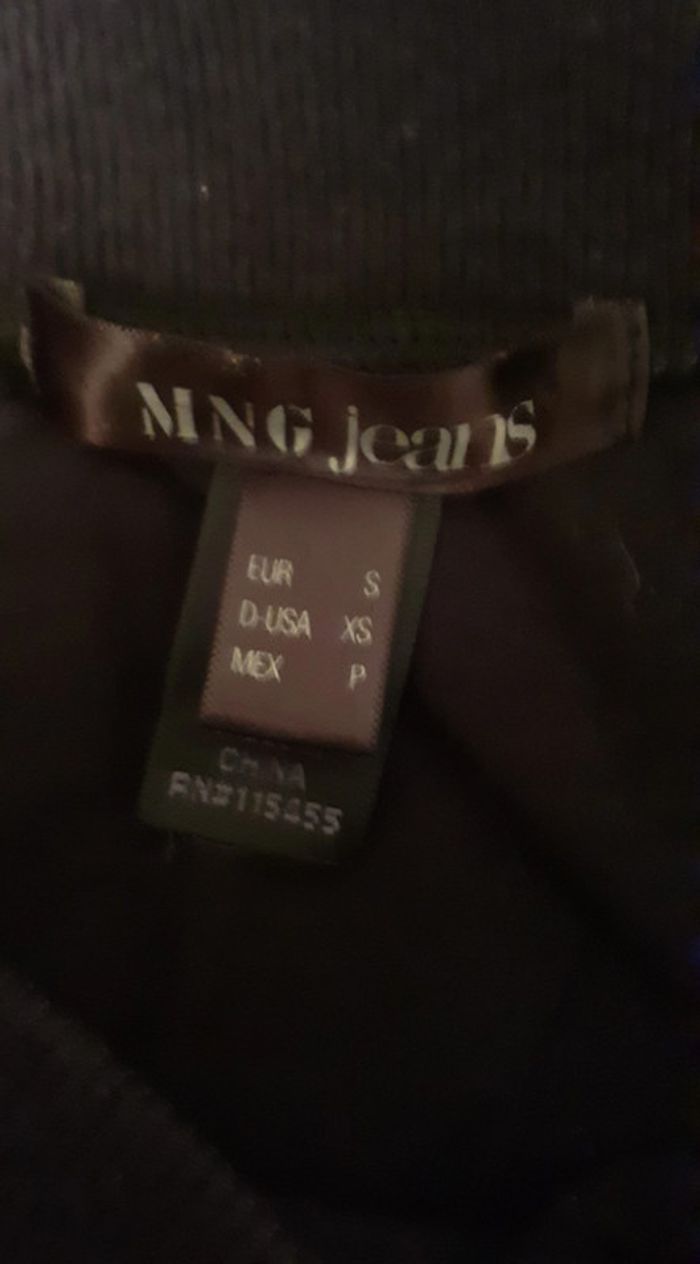 MNG jeans
EUR S
D-USA XS
MEX P
CHINA
RN#115455